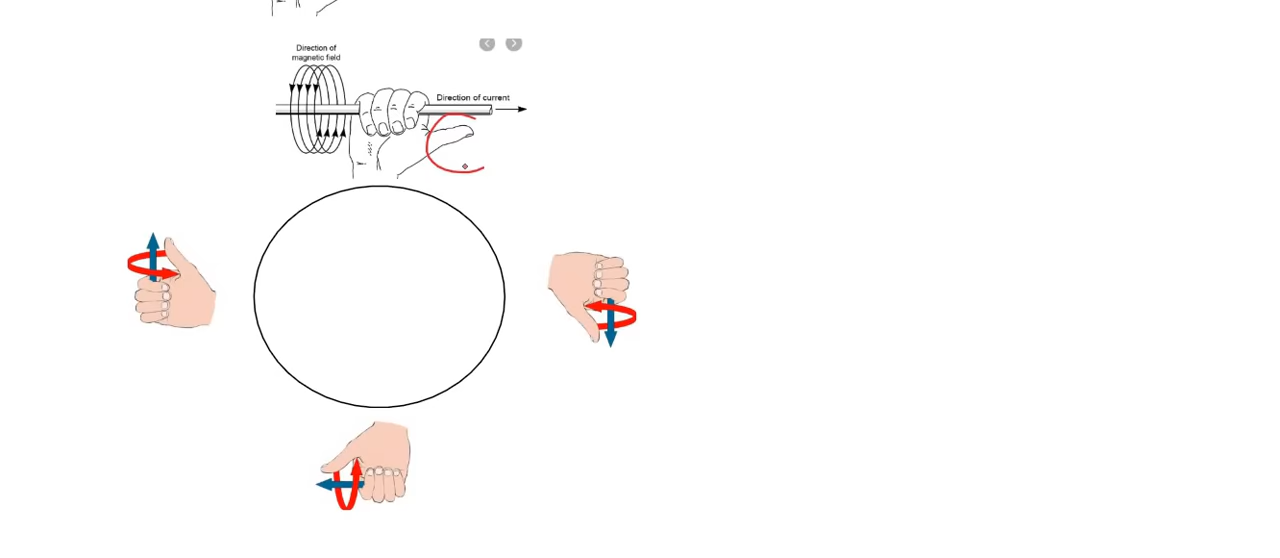 Direction of
magnetic field
Direction of current